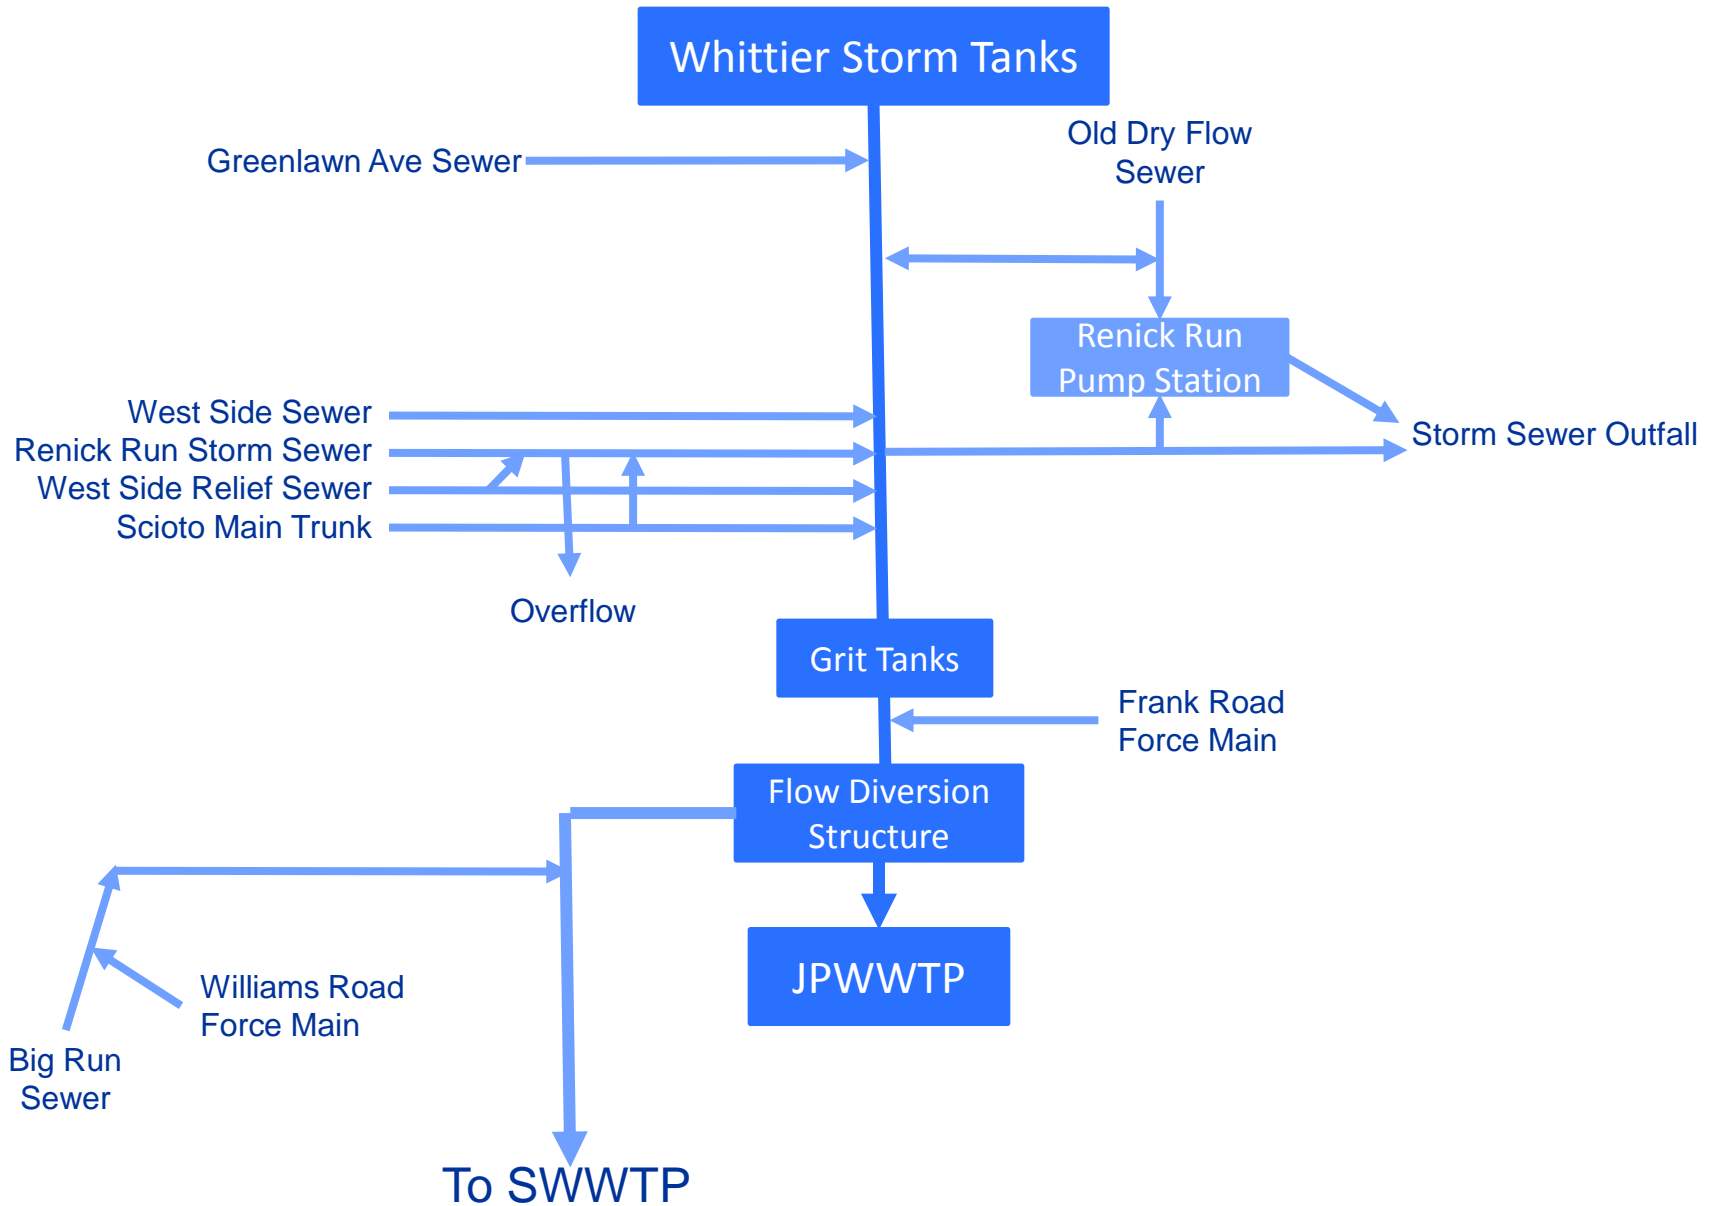 Whittier Storm Tanks
Old Dry Flow
Sewer
Greenlawn Ave Sewer
Renick Run
Pump Station
West Side Sewer
Renick Run Storm Sewer
West Side Relief Sewer
Scioto Main Trunk
Storm Sewer Outfall
Overflow
Grit Tanks
Frank Road
Force Main
Flow Diversion
Structure
JPWWTP
Williams Road
Force Main
Big Run
Sewer
To SWWTP